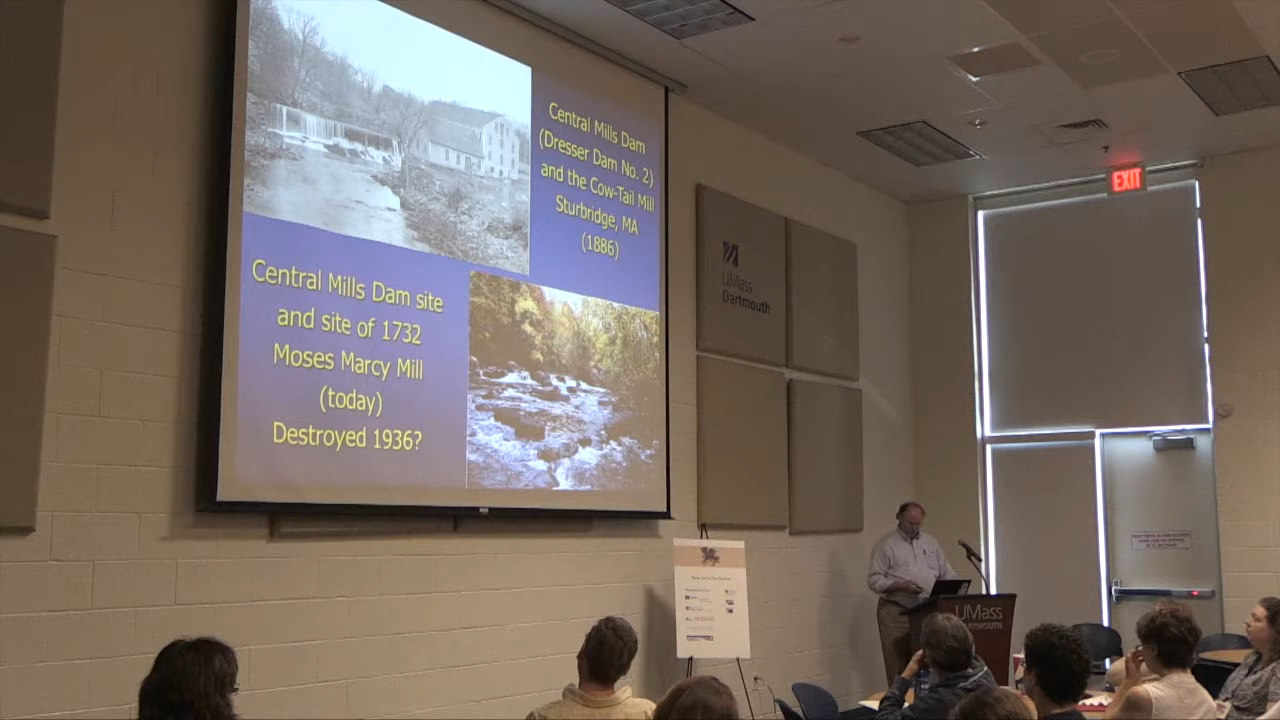 Central Mills Dam
(Dresser Dam No. 2)
and the Cow-Tail Mill
Sturbridge, MA
(1886)
Central Mills Dam site
and site of 1732
Moses Marcy Mill
(today)
Destroyed 1936?
UMass
Dartmouth
EXIT
UMass
DARTMOUTH